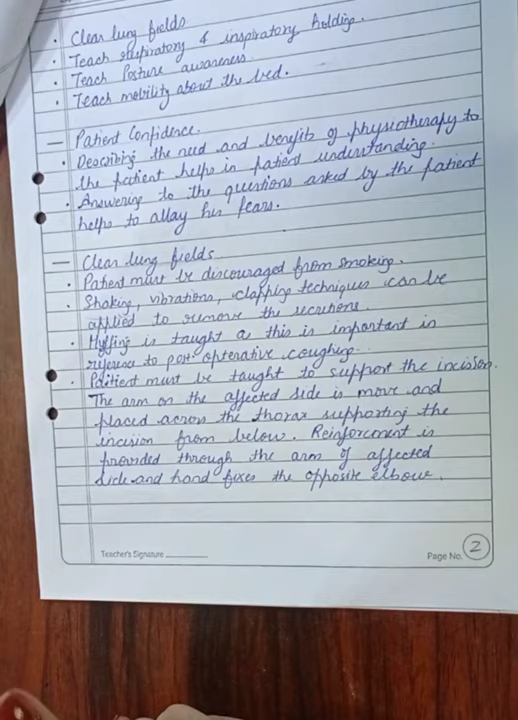 • Clear lung fields
• Teach respiratory & inspiratory holding.
• Teach Posture awareness
• Teach mobility about the bed.
— Patient Confidence.
• Describing the need and benefits of physiotherapy to
the patient helps in patient understanding.
• Answering to the questions asked by the patient
helps to allay his fears.
— Clear lung fields
• Patient must be discouraged from smoking.
• Shaking, vibrations, clapping techniques can be
applied to remove the secretions.
• Huffing is taught a this is important in
reference to post opterative coughing.
• Patient must be taught to support the incision.
The arm on the affected side is move and
placed across the thorax supporting the
incision from below. Reinforcement is
provided through the arm of affected
side and hand fixes the opposite elbow.
Teacher's Signature
Page No. 2